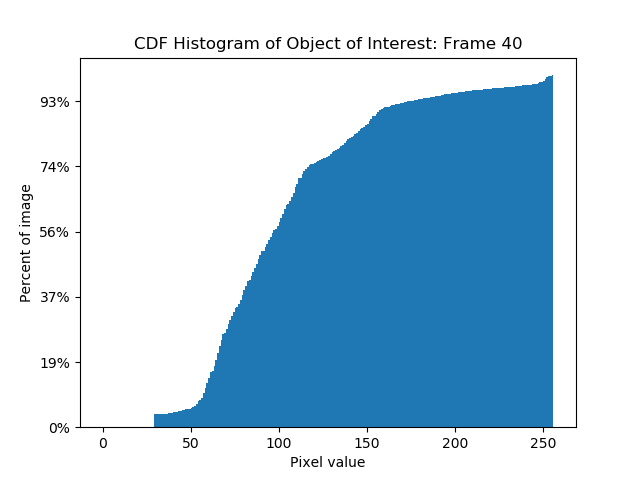 CDF Histogram of Object of Interest: Frame 40
93%
74%
56%
37%
19%
0%
Percent of image
0 50 100 150 200 250
Pixel value